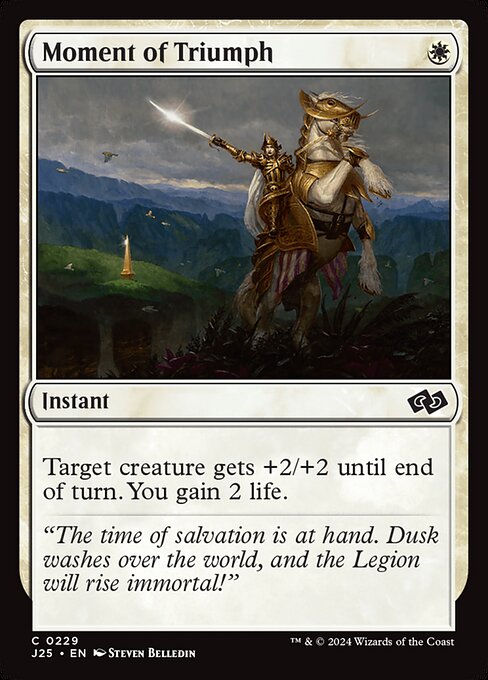 Moment of Triumph
Instant
Target creature gets +2/+2 until end
of turn. You gain 2 life.
“The time of salvation is at hand. Dusk
washes over the world, and the Legion
will rise immortal!”
C 0229
J25 • EN Steven Belledin
™ & © 2024 Wizards of the Coast